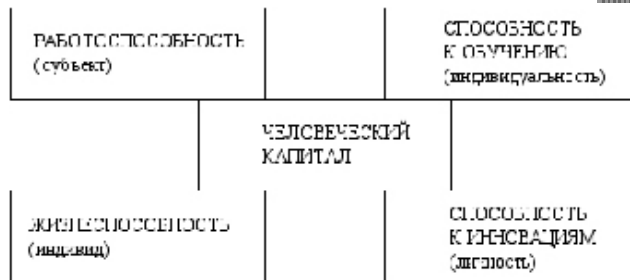 РАБОТОСПОСОБНОСТЬ
(субъект)
СПОСОБНОСТЬ
К ОБУЧЕНИЮ
(индивидуальность)
ЧЕЛОВЕЧЕСКИЙ
КАПИТАЛ
ЖИЗНЕСПОСОБНОСТЬ
(индивид)
СПОСОБНОСТЬ
К ИННОВАЦИЯМ
(личность)